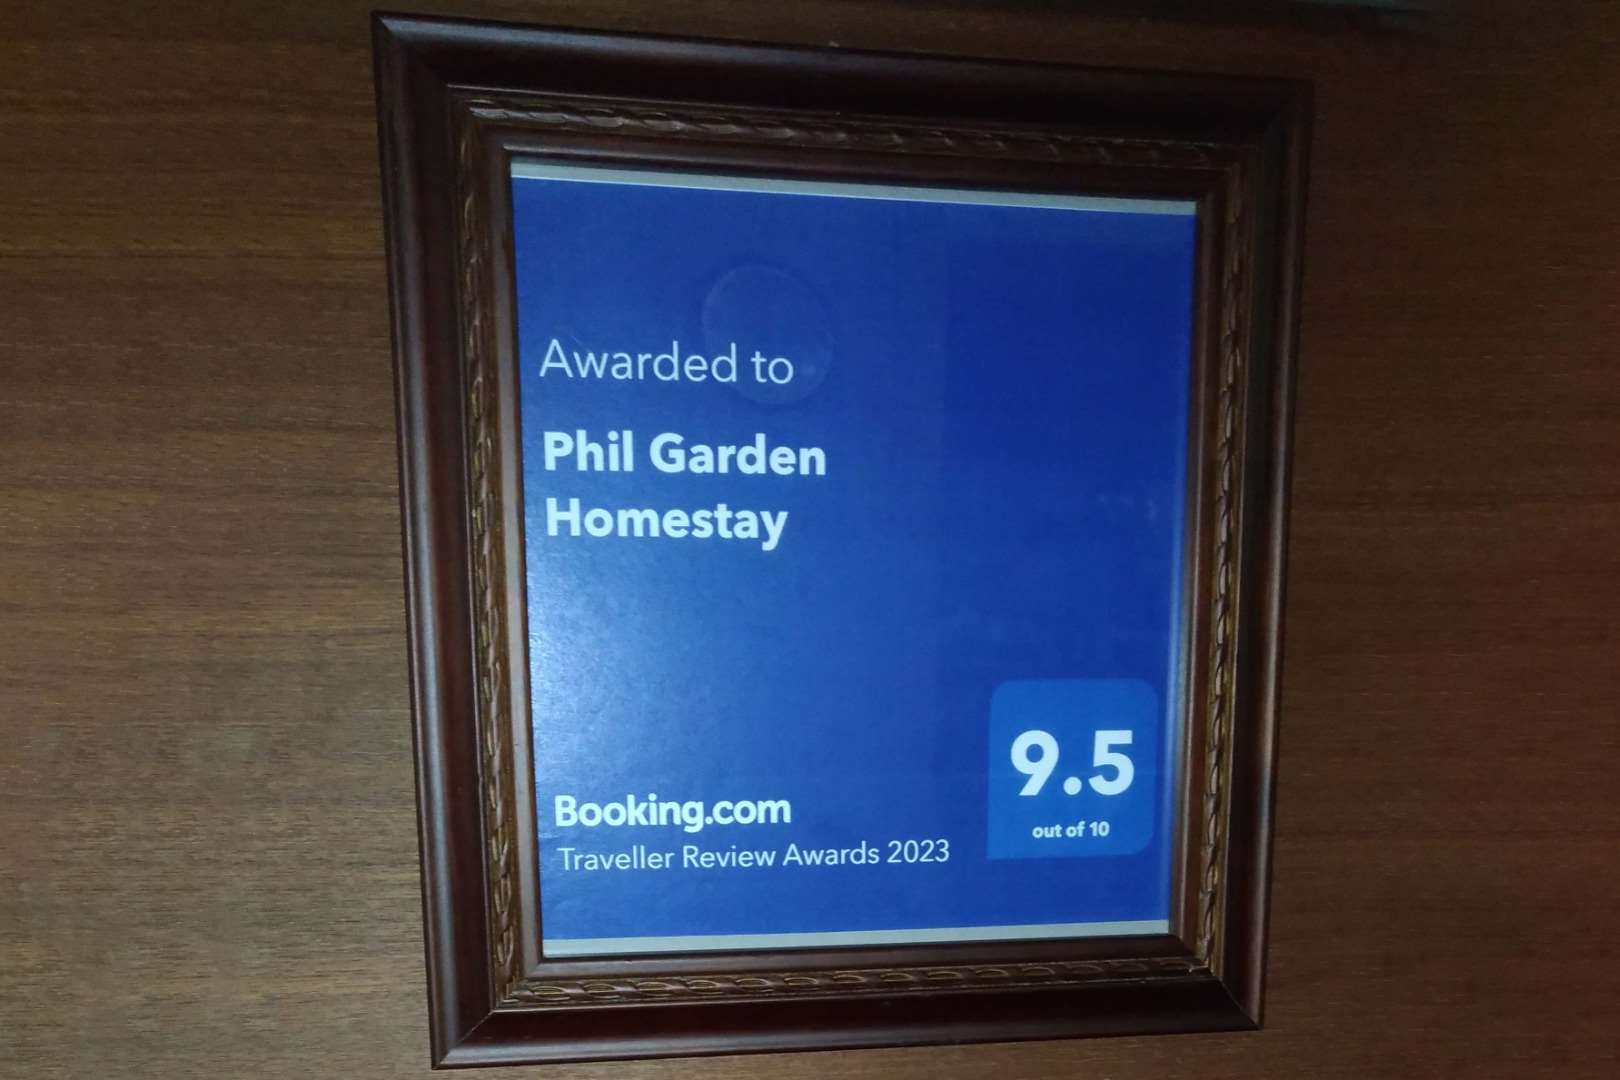 Awarded to
Phil Garden
Homestay
9.5
out of 10
Booking.com
Traveller Review Awards 2023